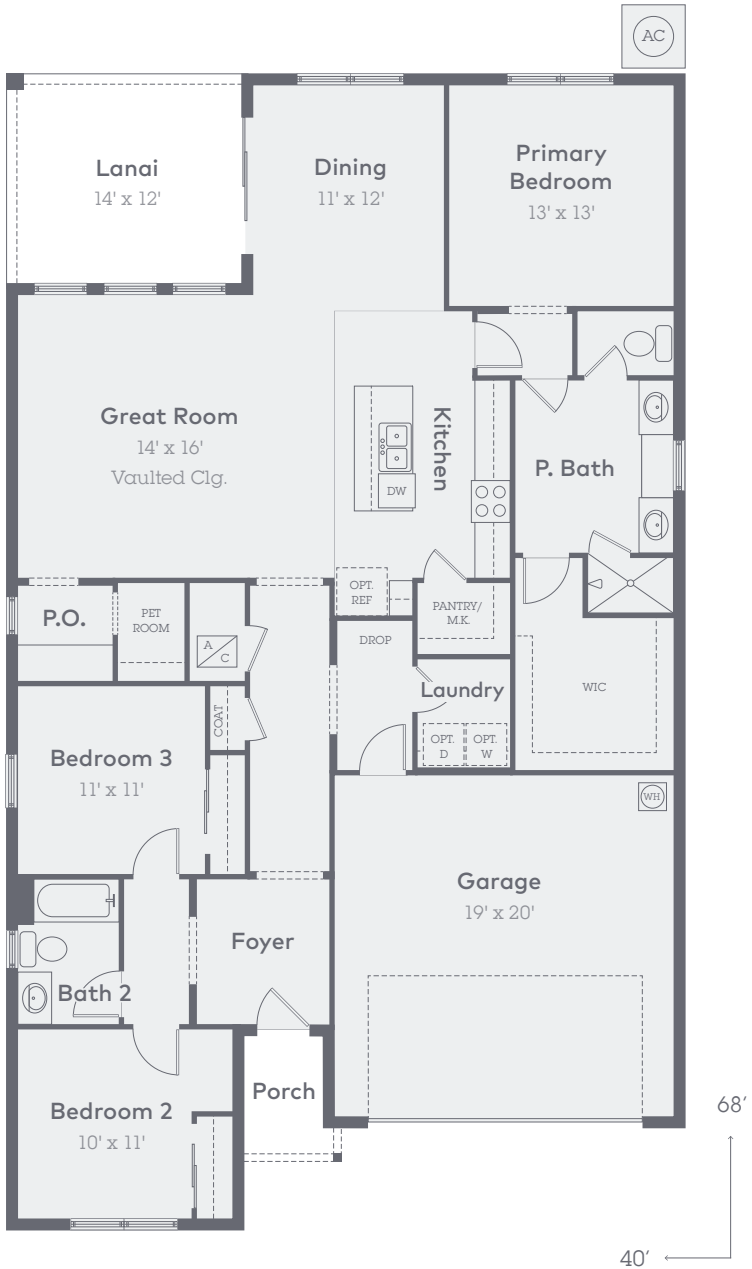 AC
Lanai
14' x 12'
Dining
11' x 12'
Primary
Bedroom
13' x 13'
Great Room
14' x 16'
Vaulted Clg.
Kitchen
DW
P. Bath
OPT.
REF
PANTRY/
M.K.
P.O.
PET
ROOM
A
C
DROP
Laundry
OPT.
D
OPT.
W
WIC
COAT
Bedroom 3
11' x 11'
WH
Garage
19' x 20'
Foyer
Bath 2
Porch
Bedroom 2
10' x 11'
68'
40'